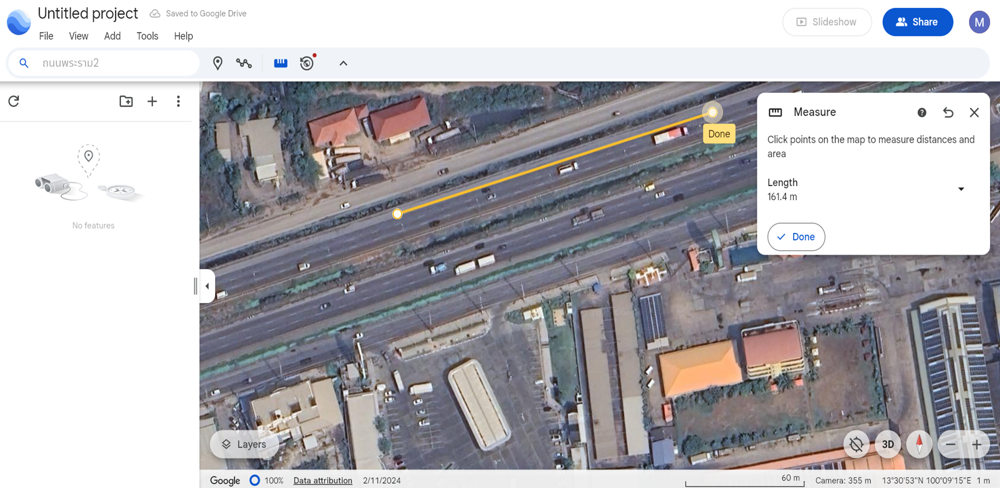 Untitled project
Saved to Google Drive
File View Add Tools Help
Slideshow
Share
M
ถนนพระราม2
No features
Done
Measure
?
Click points on the map to measure distances and
area
Length
161.4 m
Done
Layers
3D
Google 100% Data attribution 2/11/2024 60 m Camera: 355 m 13°30'53"N 100°09'15"E 1 m